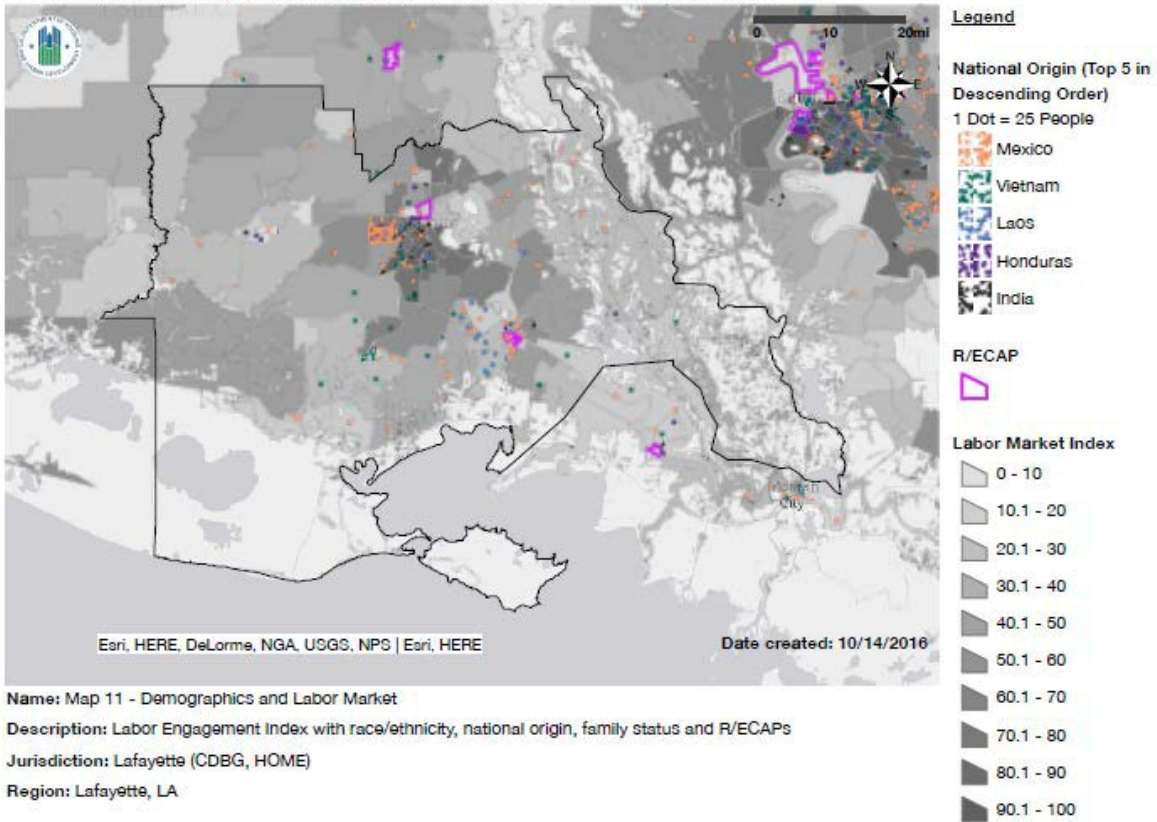 0 10 20mi
N
W E
Morgan
City
Esri, HERE, DeLorme, NGA, USGS, NPS | Esri, HERE
Date created: 10/14/2016
Legend
National Origin (Top 5 in
Descending Order)
1 Dot = 25 People
Mexico
Vietnam
Laos
Honduras
India
R/ECAP
Labor Market Index
0 - 10
10.1 - 20
20.1 - 30
30.1 - 40
40.1 - 50
50.1 - 60
60.1 - 70
70.1 - 80
80.1 - 90
90.1 - 100
Name: Map 11 - Demographics and Labor Market
Description: Labor Engagement Index with race/ethnicity, national origin, family status and R/ECAPs
Jurisdiction: Lafayette (CDBG, HOME)
Region: Lafayette, LA